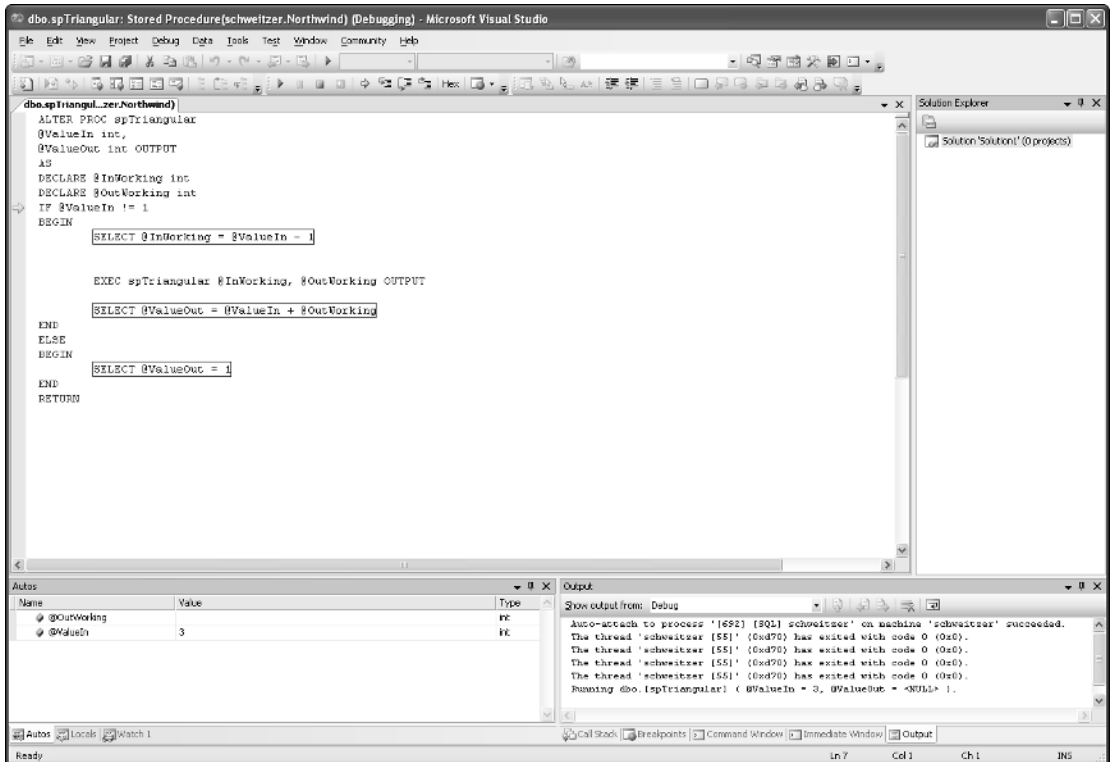 dbo.spTriangular: Stored Procedure(schweitzer.Northwind) (Debugging) - Microsoft Visual Studio
File Edit View Project Debug Data Tools Test Window Community Help
Hex
dbo.spTriangul...zer.Northwind)
ALTER PROC spTriangular
@ValueIn int,
@ValueOut int OUTPUT
AS
DECLARE @InWorking int
DECLARE @OutWorking int
IF @ValueIn != 1
BEGIN
SELECT @InWorking = @ValueIn - 1
EXEC spTriangular @InWorking, @OutWorking OUTPUT
SELECT @ValueOut = @ValueIn + @OutWorking
END
ELSE
BEGIN
SELECT @ValueOut = 1
END
RETURN
Solution Explorer
Solution 'Solution1' (0 projects)
Autos
Name Value Type
@OutWorking int
@ValueIn 3 int
Autos Locals Watch 1
Output
Show output from: Debug
Auto-attach to process '[692] [SQL] schweitzer' on machine 'schweitzer' succeeded.
The thread 'schweitzer [55]' (0xd70) has exited with code 0 (0x0).
The thread 'schweitzer [55]' (0xd70) has exited with code 0 (0x0).
The thread 'schweitzer [55]' (0xd70) has exited with code 0 (0x0).
The thread 'schweitzer [55]' (0xd70) has exited with code 0 (0x0).
Running dbo.[spTriangular] ( @ValueIn = 3, @ValueOut = <NULL> ).
Call Stack Breakpoints Command Window Immediate Window Output
Ready Ln 7 Col 1 Ch 1 INS